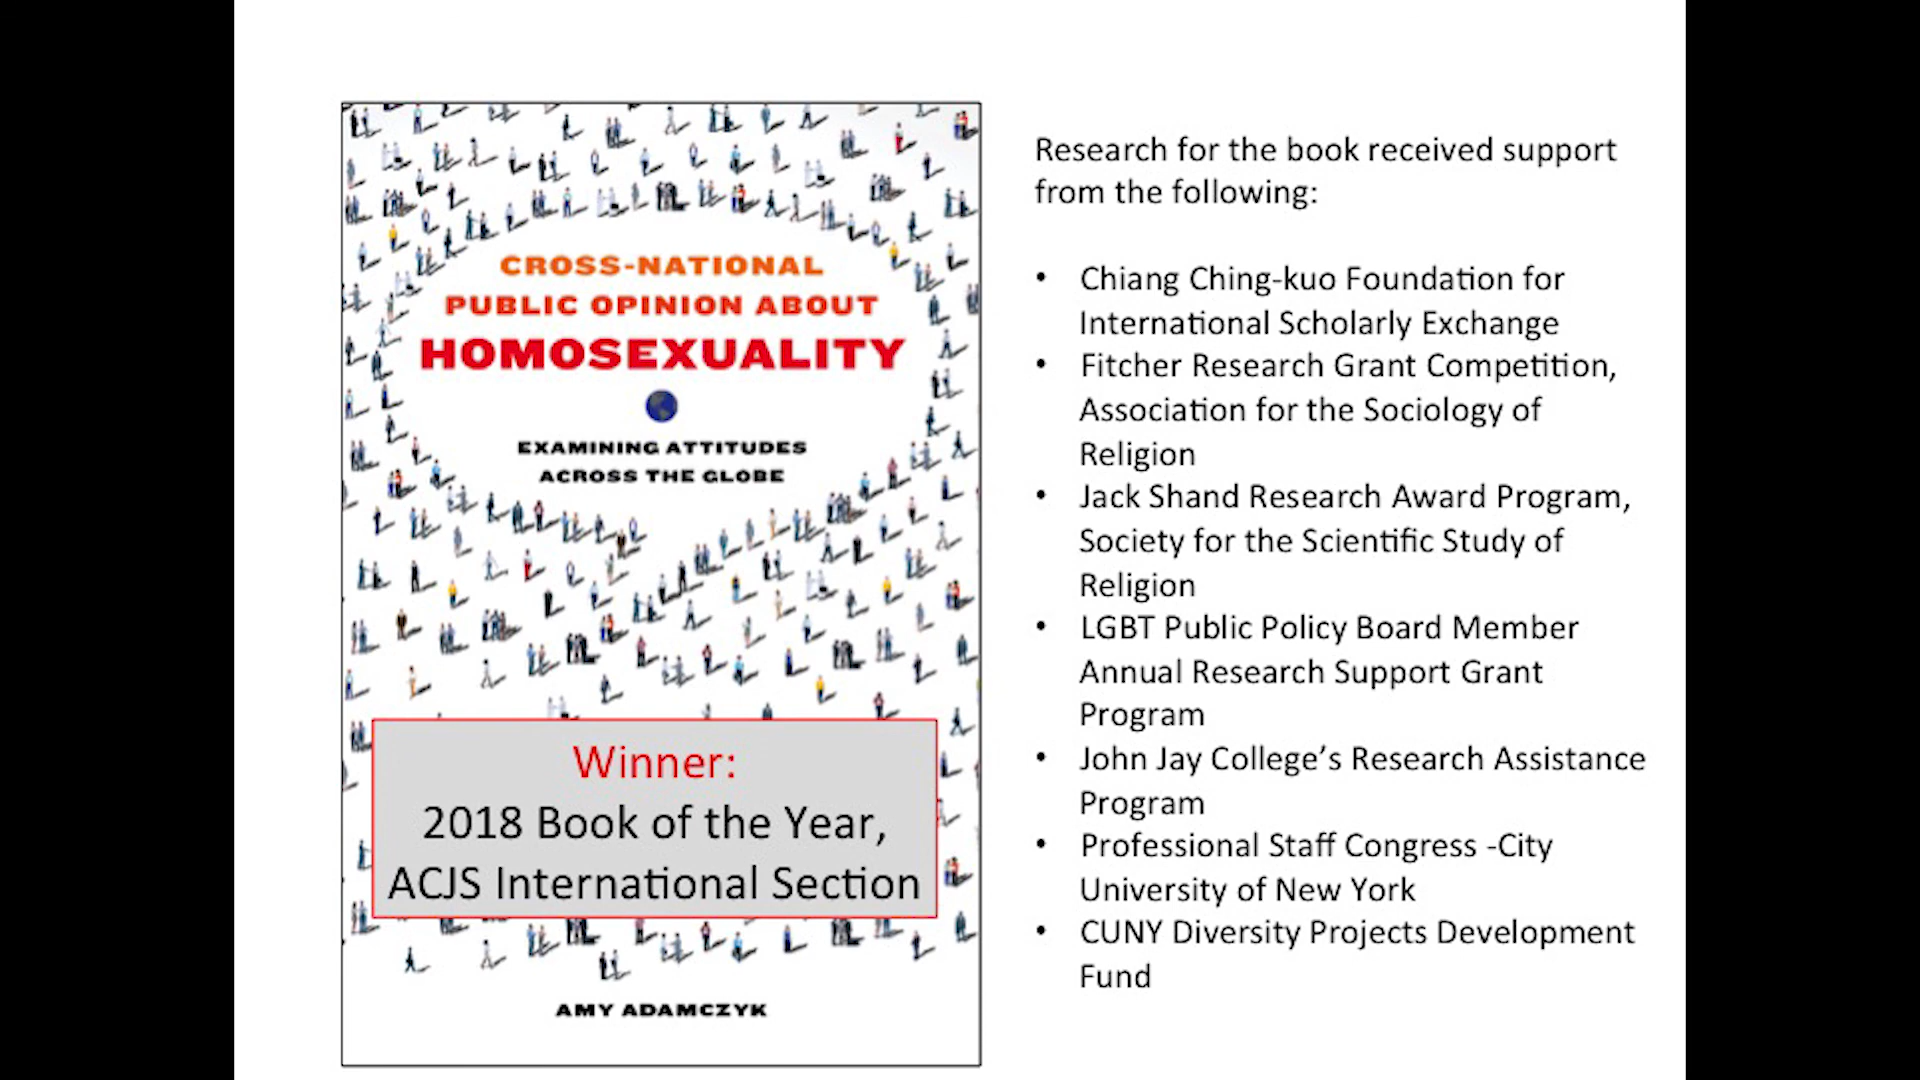 CROSS-NATIONAL
PUBLIC OPINION ABOUT
HOMOSEXUALITY
EXAMINING ATTITUDES
ACROSS THE GLOBE
Winner:
2018 Book of the Year,
ACJS International Section
AMY ADAMCZYK
Research for the book received support
from the following:
• Chiang Ching-kuo Foundation for
International Scholarly Exchange
• Fitcher Research Grant Competition,
Association for the Sociology of
Religion
• Jack Shand Research Award Program,
Society for the Scientific Study of
Religion
• LGBT Public Policy Board Member
Annual Research Support Grant
Program
• John Jay College’s Research Assistance
Program
• Professional Staff Congress -City
University of New York
• CUNY Diversity Projects Development
Fund